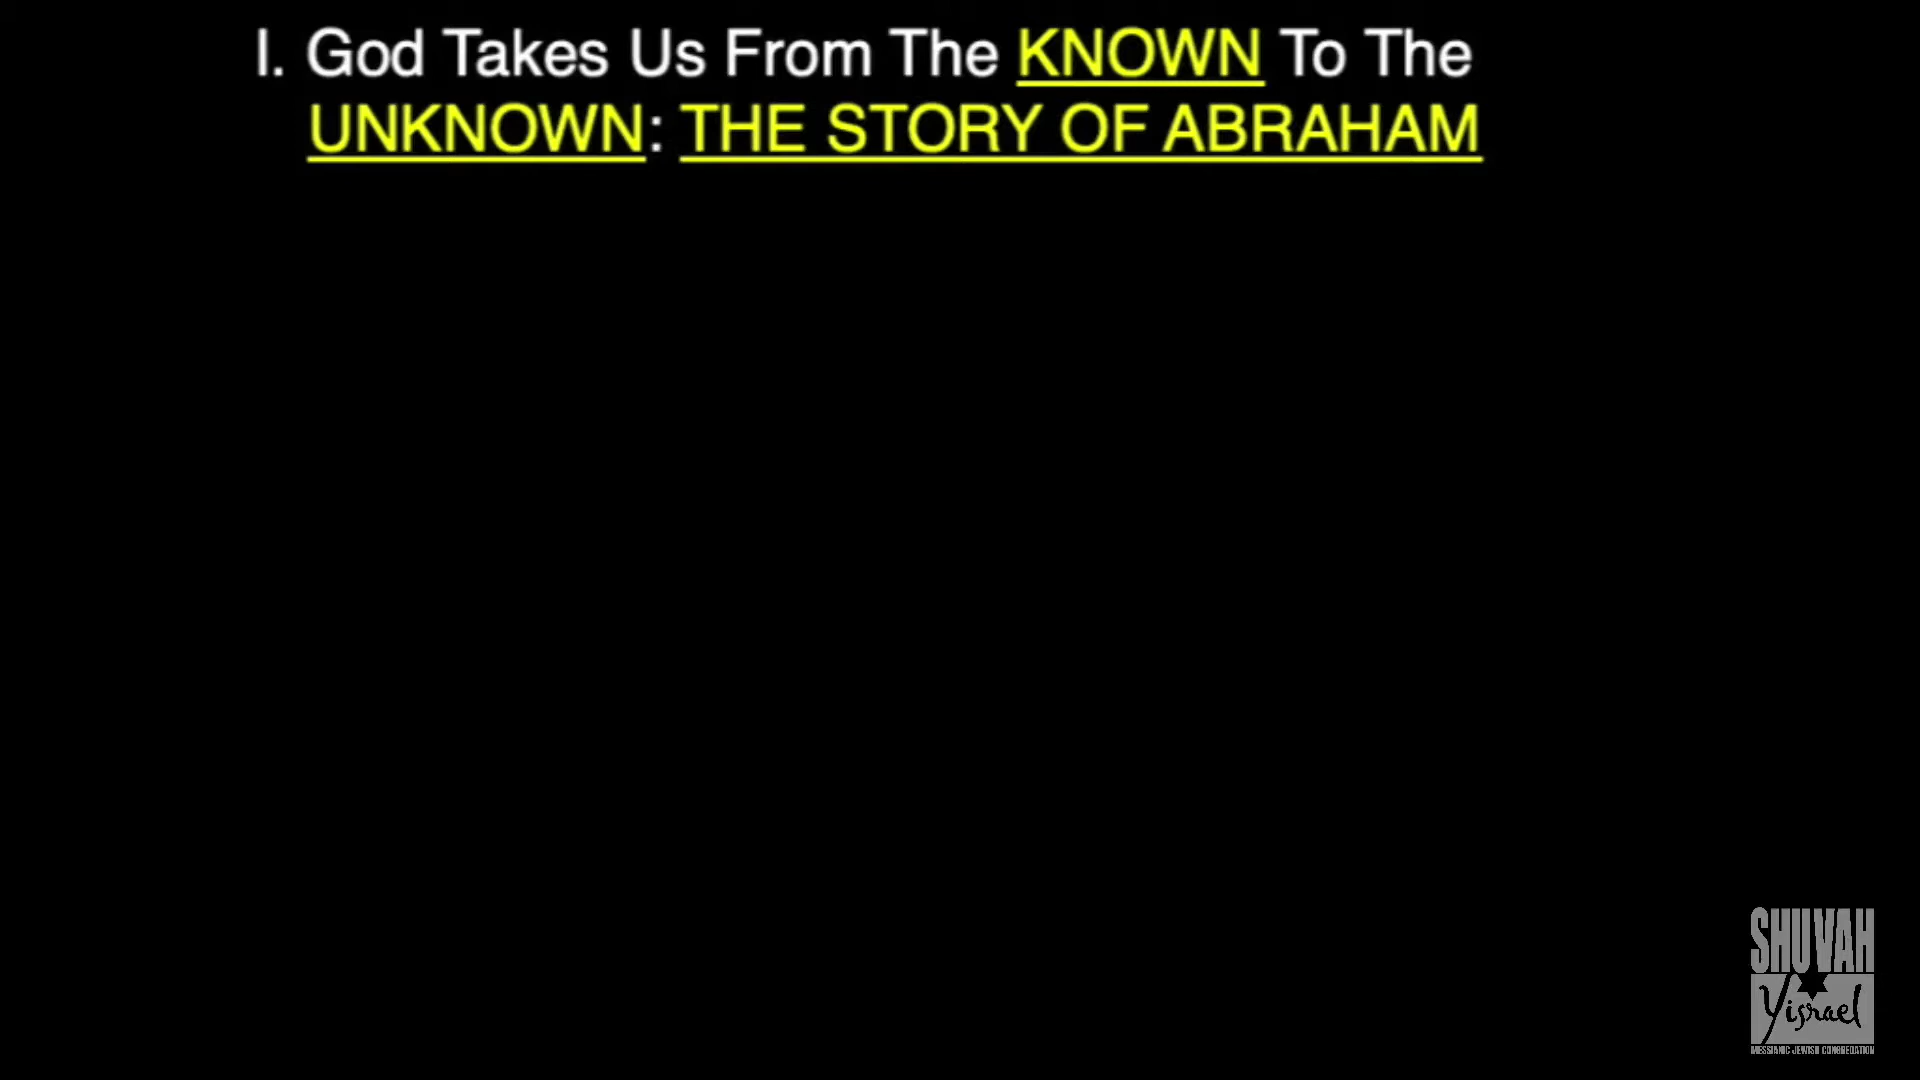 I. God Takes Us From The KNOWN To The
UNKNOWN: THE STORY OF ABRAHAM
SHUVAH
Yisrael
MESSIANIC JEWISH CONGREGATION